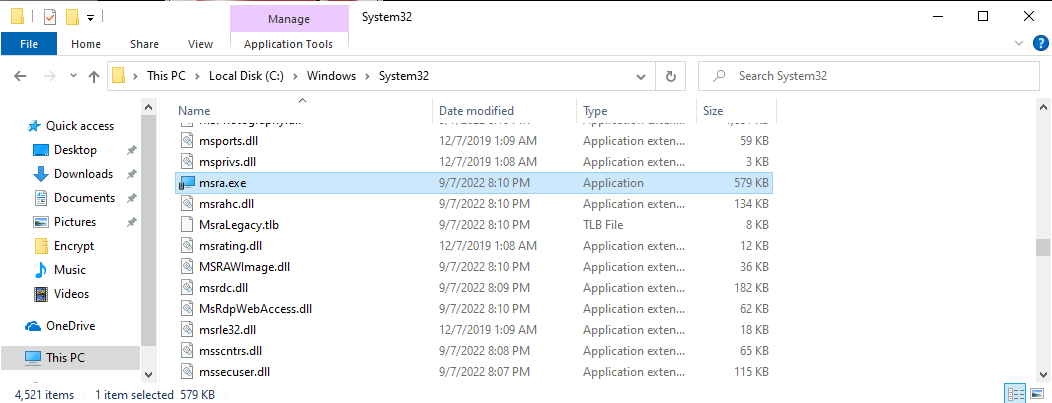 Manage System32
File Home Share View Application Tools
This PC Local Disk (C:) Windows System32 Search System32
Name Date modified Type Size
Quick access
Desktop
Downloads
Documents
Pictures
Encrypt
Music
Videos
OneDrive
This PC
msports.dll 12/7/2019 1:09 AM Application exten... 59 KB
msprivs.dll 12/7/2019 1:08 AM Application exten... 3 KB
msra.exe 9/7/2022 8:10 PM Application 579 KB
msrahc.dll 9/7/2022 8:10 PM Application exten... 134 KB
MsraLegacy.tlb 9/7/2022 8:10 PM TLB File 8 KB
msrating.dll 12/7/2019 1:08 AM Application exten... 12 KB
MSRAWImage.dll 9/7/2022 8:10 PM Application exten... 36 KB
msrdc.dll 9/7/2022 8:09 PM Application exten... 182 KB
MsRdpWebAccess.dll 9/7/2022 8:10 PM Application exten... 62 KB
msrle32.dll 12/7/2019 1:09 AM Application exten... 18 KB
msscntrs.dll 9/7/2022 8:08 PM Application exten... 65 KB
mssecuser.dll 9/7/2022 8:07 PM Application exten... 115 KB
4,521 items 1 item selected 579 KB